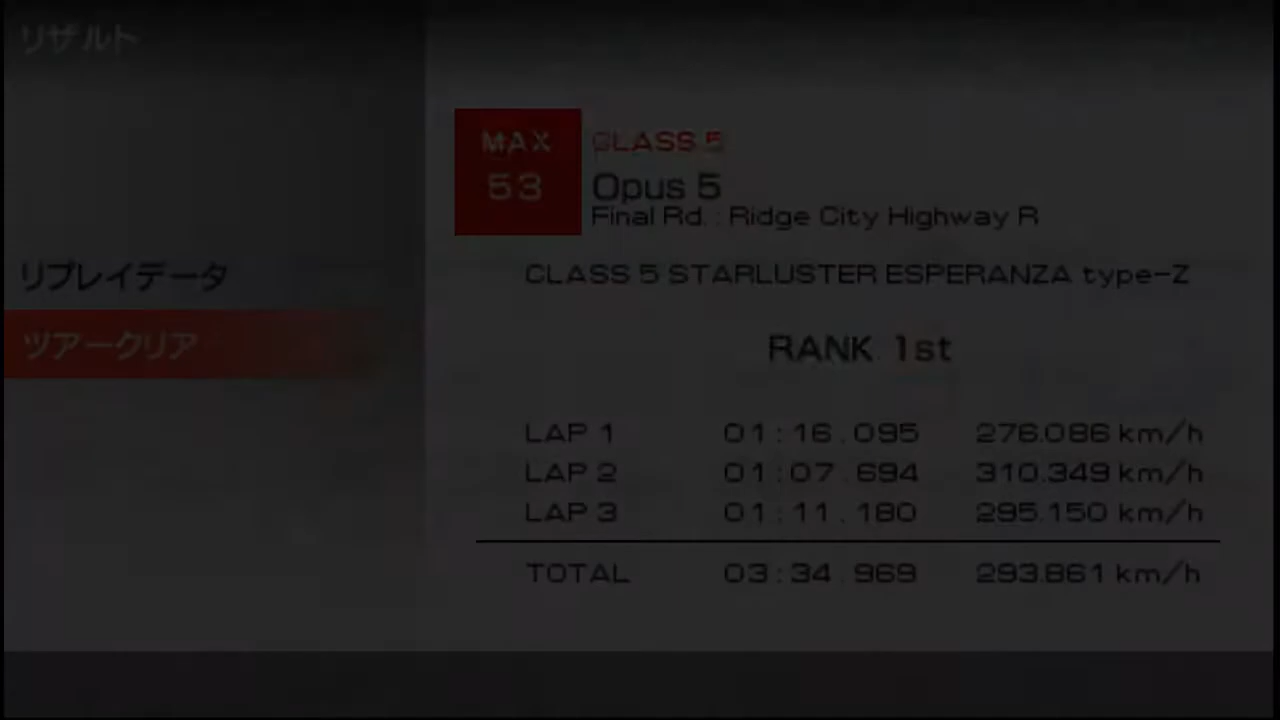 リザルト
MAX
53
CLASS 5
Opus 5
Final Rd. : Ridge City Highway R
リプレイデータ
CLASS 5 STARLUSTER ESPERANZA type-Z
ツアークリア
RANK 1st
LAP 1 01:16.095 276.086 km/h
LAP 2 01:07.694 310.349 km/h
LAP 3 01:11.180 295.150 km/h
TOTAL 03:34.969 293.861 km/h